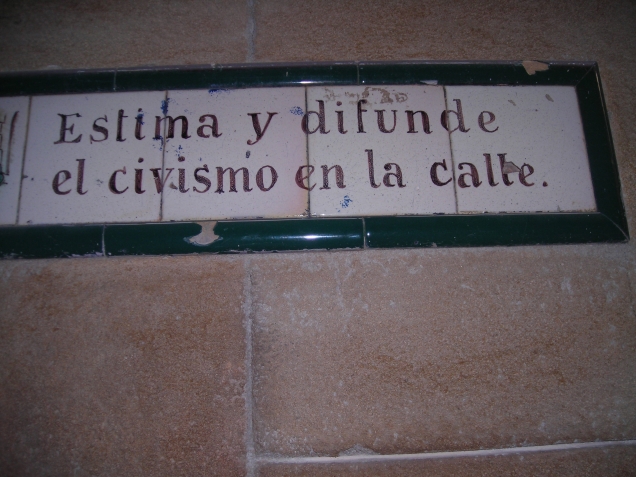 Estima y difunde
el civismo en la calle.